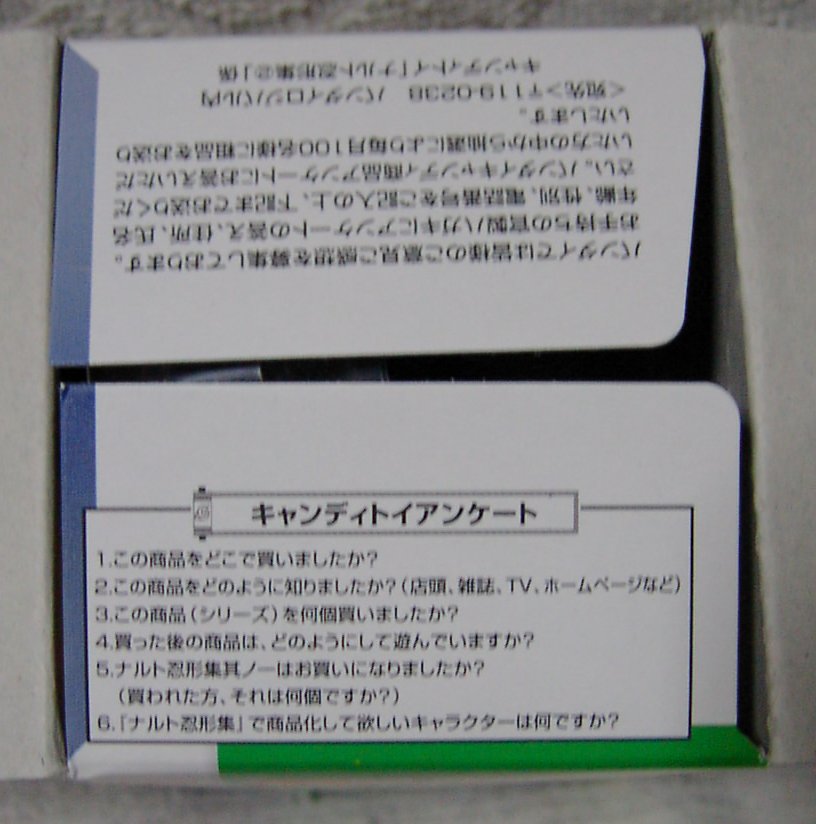 バンダイでは皆様のご意見ご感想を募集しております。
お手持ちの官製ハガキにアンケートの答え、住所、氏名、
年齢、性別、電話番号をご記入の上、下記までお送りくだ
さい。バンダイキャンディ商品アンケートにお答えいただ
いた方の中から抽選により毎月100名様に粗品をお送り
いたします。
<宛先>〒119-0238 バンダイロジパル内
キャンディトイ「ナルト忍形集②」係
キャンディトイアンケート
1.この商品をどこで買いましたか?
2.この商品をどのように知りましたか?(店頭、雑誌、TV、ホームページなど)
3.この商品(シリーズ)を何個買いましたか?
4.買った後の商品は、どのようにして遊んでいますか?
5.ナルト忍形集其ノ一はお買いになりましたか?
(買われた方、それは何個ですか?)
6.「ナルト忍形集」で商品化して欲しいキャラクターは何ですか?